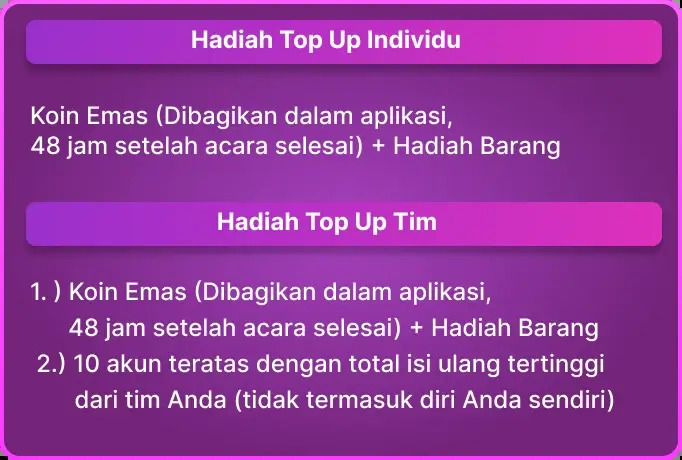 Hadiah Top Up Individu
Koin Emas (Dibagikan dalam aplikasi,
48 jam setelah acara selesai) + Hadiah Barang
Hadiah Top Up Tim
1. ) Koin Emas (Dibagikan dalam aplikasi,
48 jam setelah acara selesai) + Hadiah Barang
2.) 10 akun teratas dengan total isi ulang tertinggi
dari tim Anda (tidak termasuk diri Anda sendiri)